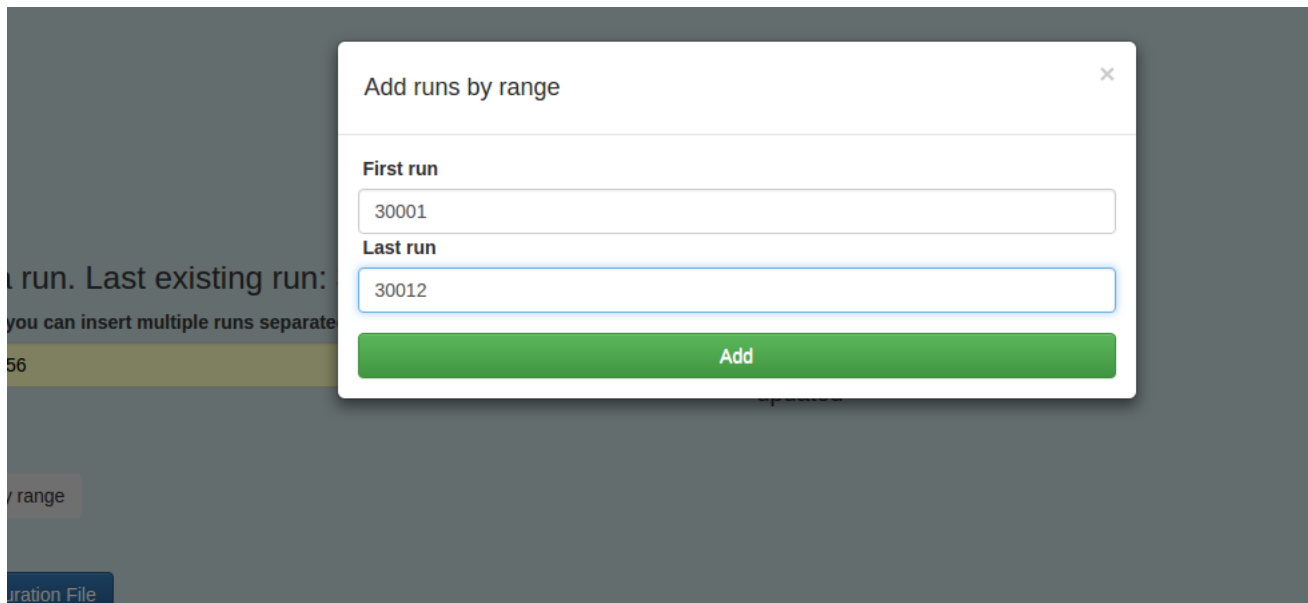 Add runs by range
×
First run
30001
Last run
30012
Add
run. Last existing run:
you can insert multiple runs separate
56
updated
range
File